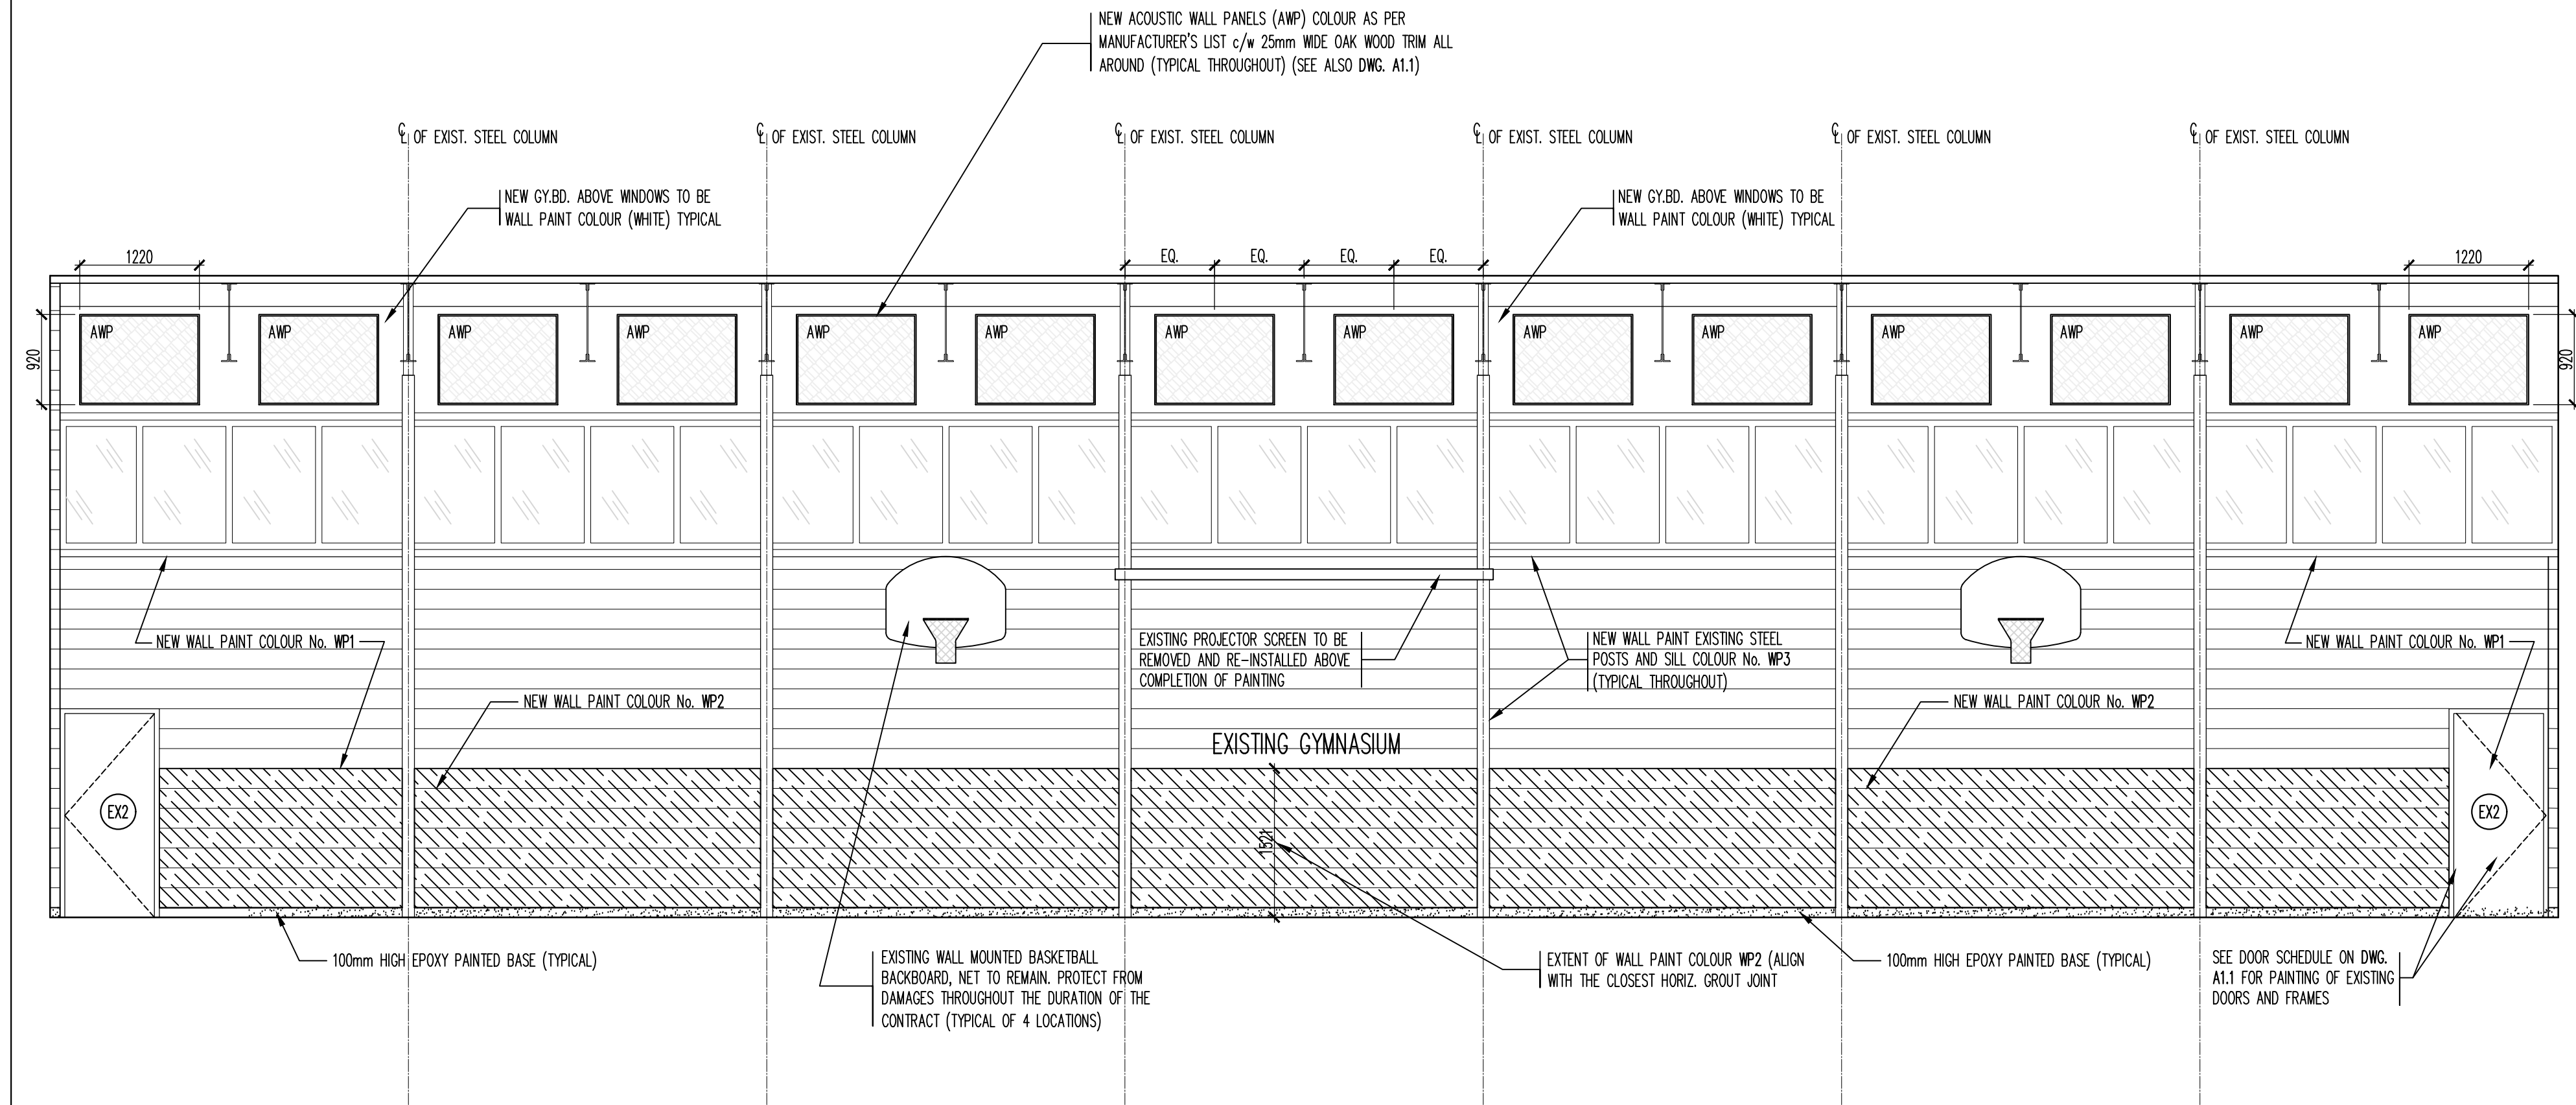 NEW ACOUSTIC WALL PANELS (AWP) COLOUR AS PER
MANUFACTURER'S LIST c/w 25mm WIDE OAK WOOD TRIM ALL
AROUND (TYPICAL THROUGHOUT) (SEE ALSO DWG. A1.1)
℄ OF EXIST. STEEL COLUMN
℄ OF EXIST. STEEL COLUMN
℄ OF EXIST. STEEL COLUMN
℄ OF EXIST. STEEL COLUMN
℄ OF EXIST. STEEL COLUMN
℄ OF EXIST. STEEL COLUMN
NEW GY.BD. ABOVE WINDOWS TO BE
WALL PAINT COLOUR (WHITE) TYPICAL
NEW GY.BD. ABOVE WINDOWS TO BE
WALL PAINT COLOUR (WHITE) TYPICAL
1220
EQ.
EQ.
EQ.
EQ.
1220
920
AWP
AWP
AWP
AWP
AWP
AWP
AWP
AWP
AWP
AWP
AWP
AWP
AWP
AWP
920
NEW WALL PAINT COLOUR No. WP1
EXISTING PROJECTOR SCREEN TO BE
REMOVED AND RE-INSTALLED ABOVE
COMPLETION OF PAINTING
NEW WALL PAINT EXISTING STEEL
POSTS AND SILL COLOUR No. WP3
(TYPICAL THROUGHOUT)
NEW WALL PAINT COLOUR No. WP1
NEW WALL PAINT COLOUR No. WP2
NEW WALL PAINT COLOUR No. WP2
EXISTING GYMNASIUM
EX2
1521
EX2
100mm HIGH EPOXY PAINTED BASE (TYPICAL)
EXISTING WALL MOUNTED BASKETBALL
BACKBOARD, NET TO REMAIN. PROTECT FROM
DAMAGES THROUGHOUT THE DURATION OF THE
CONTRACT (TYPICAL OF 4 LOCATIONS)
EXTENT OF WALL PAINT COLOUR WP2 (ALIGN
WITH THE CLOSEST HORIZ. GROUT JOINT
100mm HIGH EPOXY PAINTED BASE (TYPICAL)
SEE DOOR SCHEDULE ON DWG.
A1.1 FOR PAINTING OF EXISTING
DOORS AND FRAMES